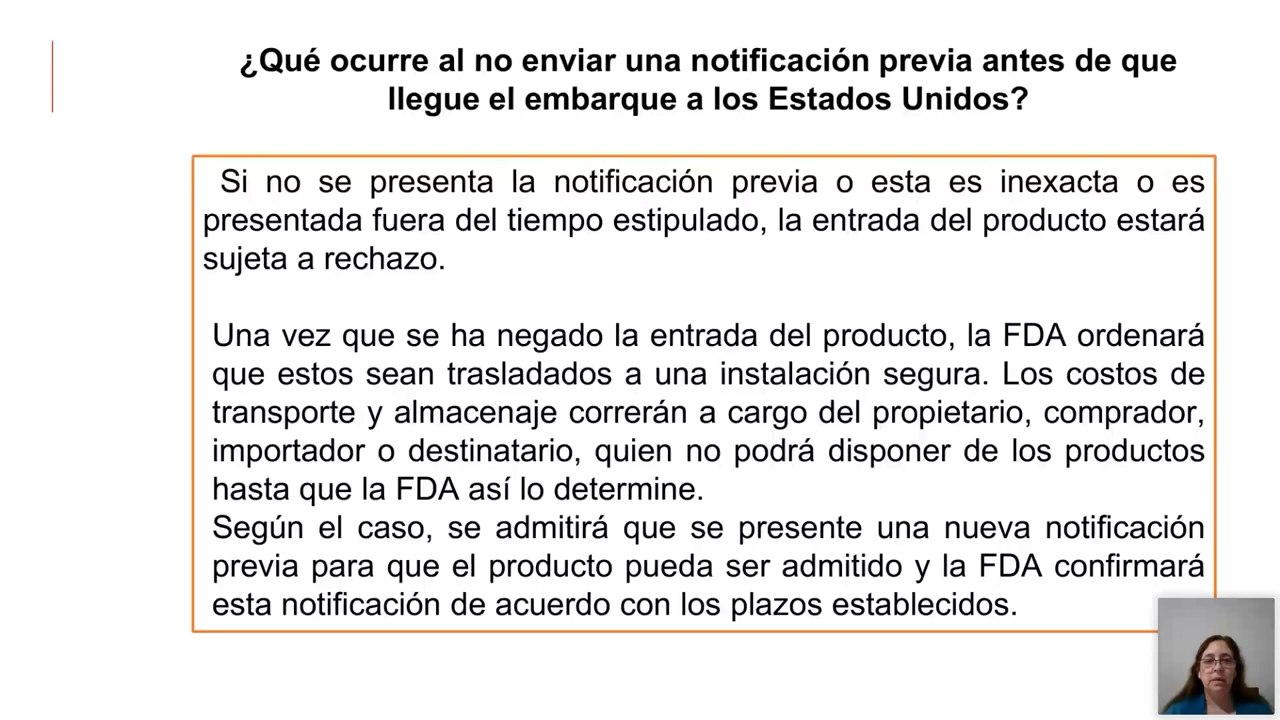 ¿Qué ocurre al no enviar una notificación previa antes de que
llegue el embarque a los Estados Unidos?
Si no se presenta la notificación previa o esta es inexacta o es
presentada fuera del tiempo estipulado, la entrada del producto estará
sujeta a rechazo.
Una vez que se ha negado la entrada del producto, la FDA ordenará
que estos sean trasladados a una instalación segura. Los costos de
transporte y almacenaje correrán a cargo del propietario, comprador,
importador o destinatario, quien no podrá disponer de los productos
hasta que la FDA así lo determine.
Según el caso, se admitirá que se presente una nueva notificación
previa para que el producto pueda ser admitido y la FDA confirmará
esta notificación de acuerdo con los plazos establecidos.